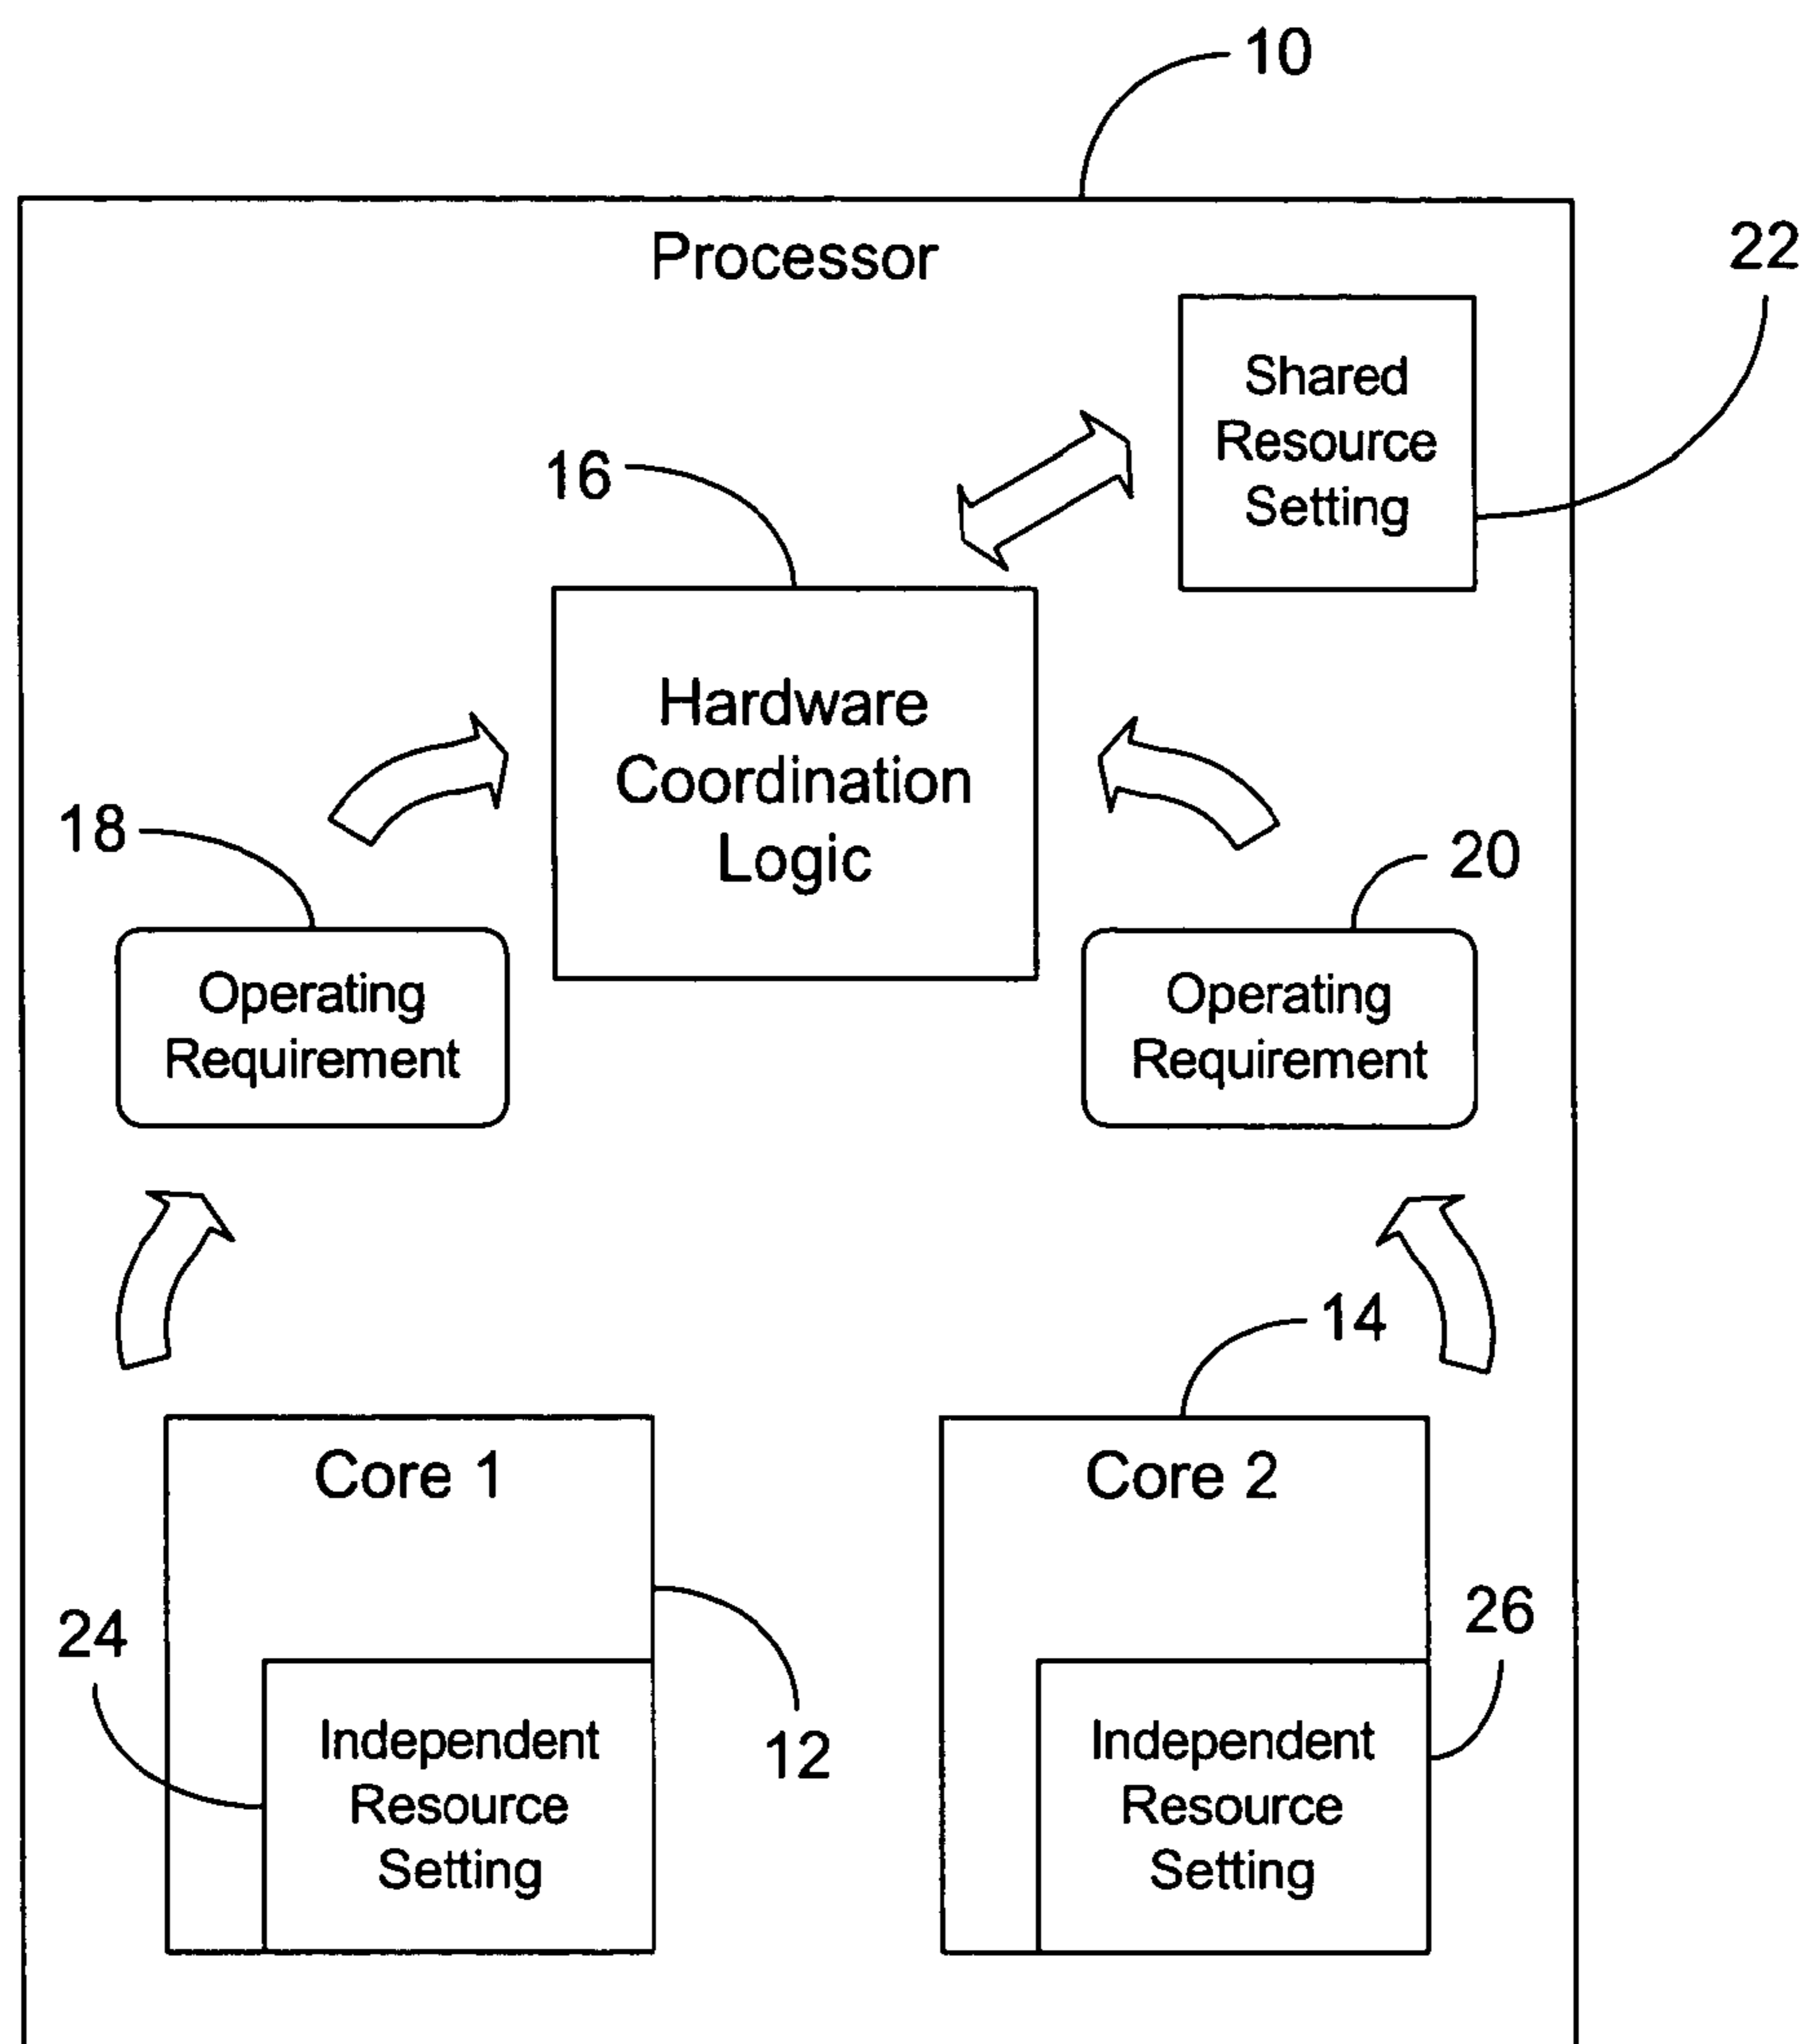 10
Processor
22
Shared
Resource
Setting
16
Hardware
Coordination
Logic
18
20
Operating
Requirement
Operating
Requirement
14
Core 1
Core 2
24
26
12
Independent
Resource
Setting
Independent
Resource
Setting